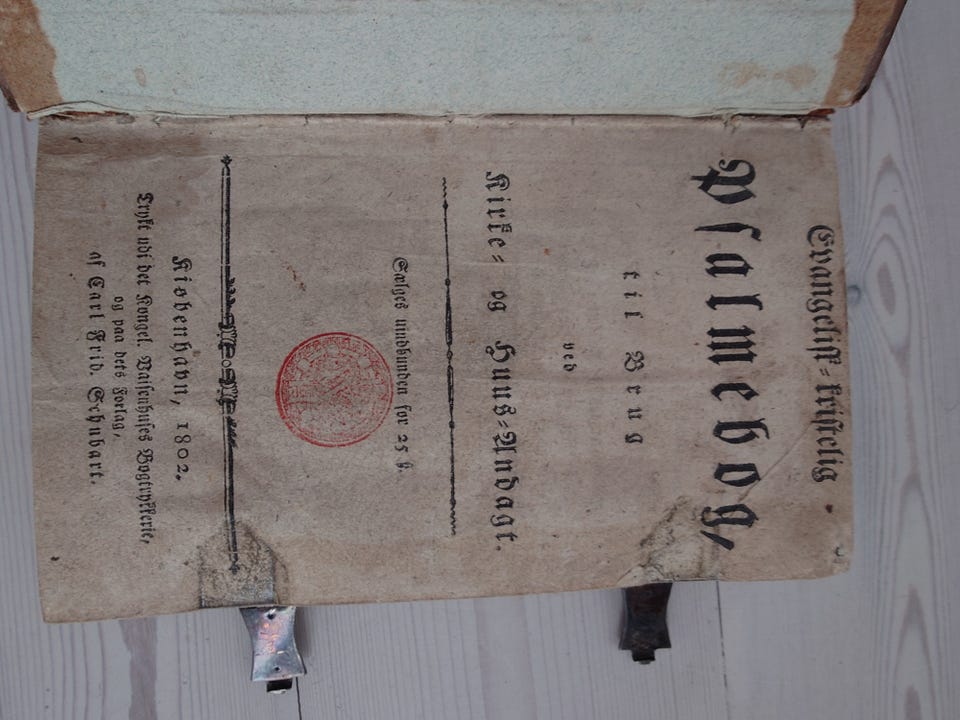 Evangelisk-kristelig
Psalmebog,
til Brug
ved
Kirke- og Huus-Andagt.
Sælges uindbunden for 25 ß.
Kiøbenhavn, 1802.
Trykt udi det Kongel. Waisenhuses Bogtrykkerie,
og paa dets Forlag,
af Carl Frid. Schubart.